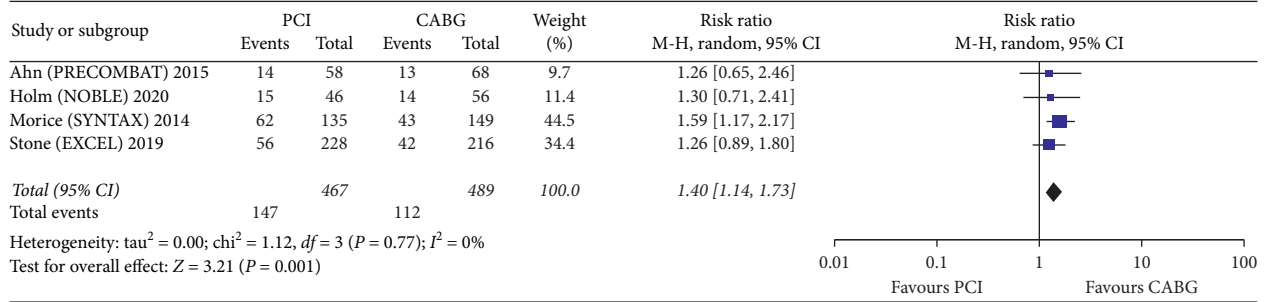 Study or subgroup PCI CABG Weight (%) Risk ratio M-H, random, 95% CI Risk ratio M-H, random, 95% CI
Events Total Events Total
Ahn (PRECOMBAT) 2015 14 58 13 68 9.7 1.26 [0.65, 2.46]
Holm (NOBLE) 2020 15 46 14 56 11.4 1.30 [0.71, 2.41]
Morice (SYNTAX) 2014 62 135 43 149 44.5 1.59 [1.17, 2.17]
Stone (EXCEL) 2019 56 228 42 216 34.4 1.26 [0.89, 1.80]
Total (95% CI) 467 489 100.0 1.40 [1.14, 1.73]
Total events 147 112
Heterogeneity: tau² = 0.00; chi² = 1.12, df = 3 (P = 0.77); I² = 0%
Test for overall effect: Z = 3.21 (P = 0.001)
0.01 0.1 1 10 100
Favours PCI Favours CABG